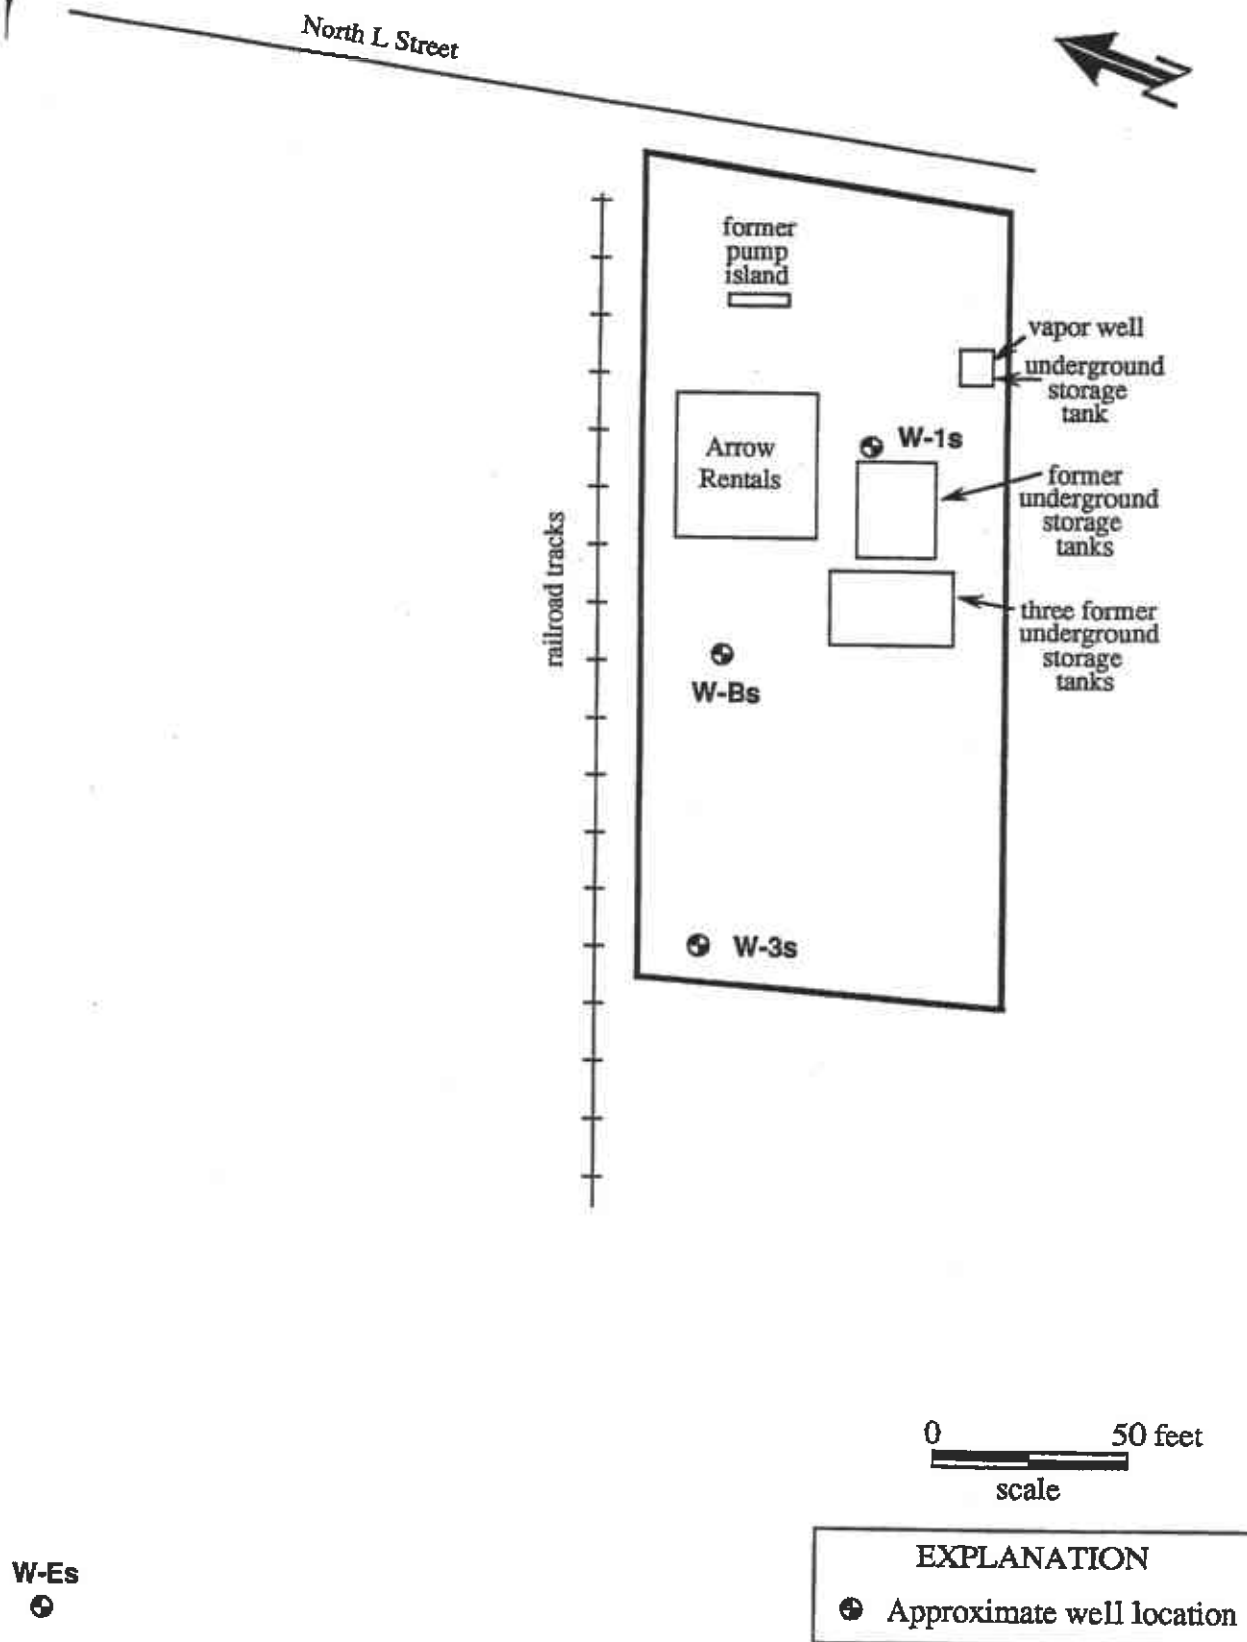 North L Street
N
former
pump
island
vapor well
underground
storage
tank
W-1s
Arrow
Rentals
former
underground
storage
tanks
railroad tracks
three former
underground
storage
tanks
W-Bs
W-3s
0 50 feet
scale
W-Es
EXPLANATION
Approximate well location